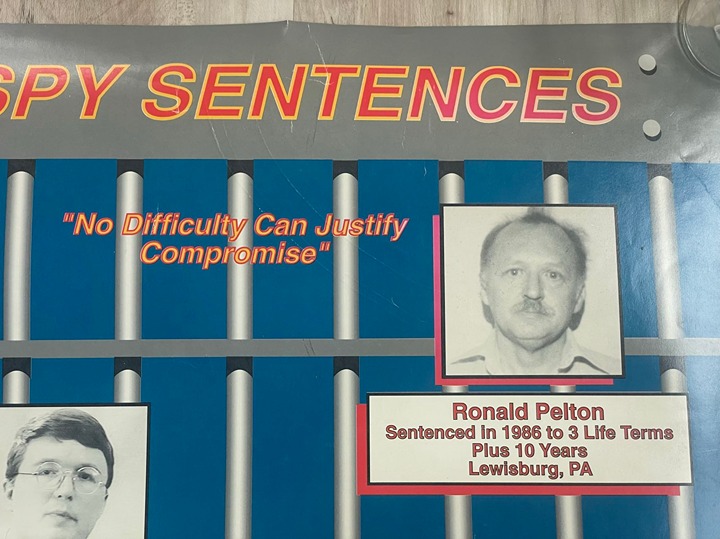 SPY SENTENCES
"No Difficulty Can Justify
Compromise"
Ronald Pelton
Sentenced in 1986 to 3 Life Terms
Plus 10 Years
Lewisburg, PA